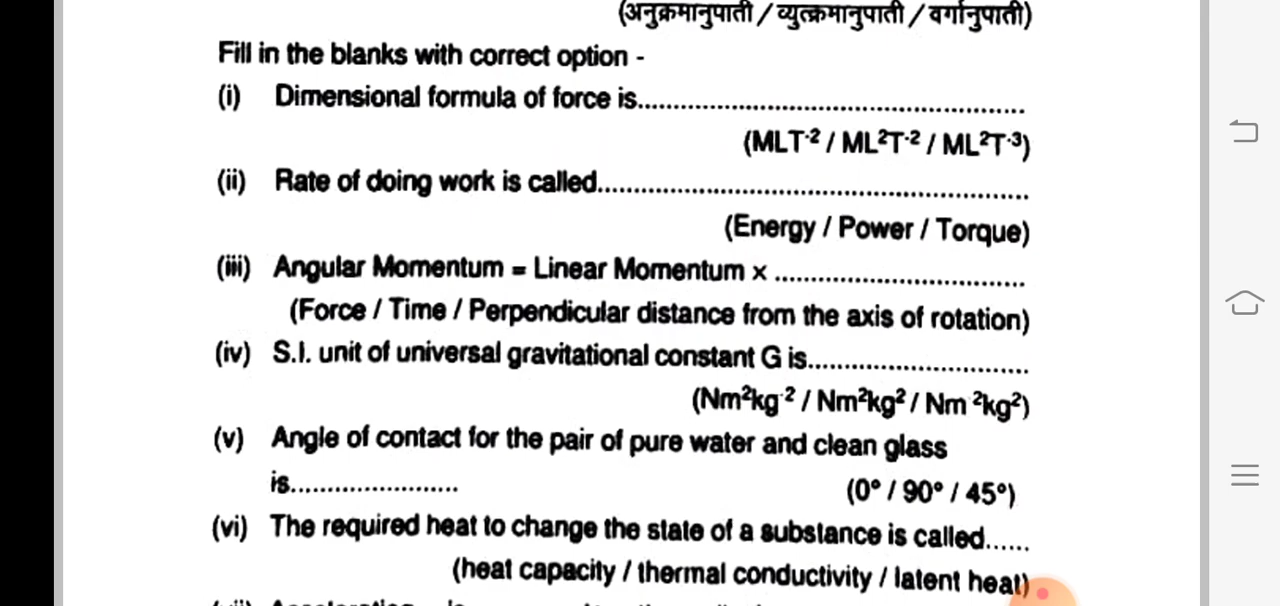 (अनुक्रमानुपाती / व्युत्क्रमानुपाती / वर्गानुपाती)
Fill in the blanks with correct option -
(i) Dimensional formula of force is......................................................
(MLT⁻² / ML²T⁻² / ML²T⁻³)
(ii) Rate of doing work is called............................................................
(Energy / Power / Torque)
(iii) Angular Momentum = Linear Momentum × ..................................
(Force / Time / Perpendicular distance from the axis of rotation)
(iv) S.I. unit of universal gravitational constant G is..............................
(Nm²kg⁻² / Nm²kg² / Nm ²kg²)
(v) Angle of contact for the pair of pure water and clean glass
is....................... (0° / 90° / 45°)
(vi) The required heat to change the state of a substance is called......
(heat capacity / thermal conductivity / latent heat)